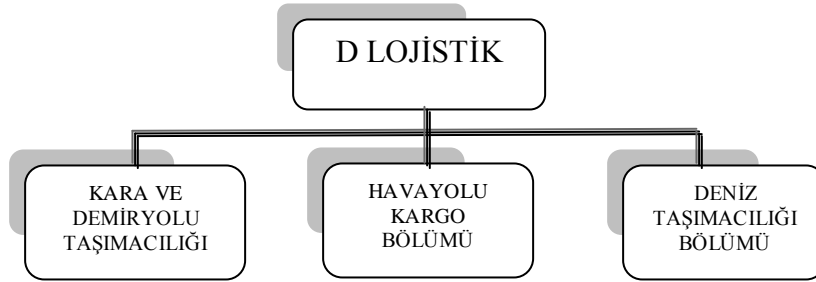 D LOJİSTİK
KARA VE
DEMİRYOLU
TAŞIMACILIĞI
HAVAYOLU
KARGO
BÖLÜMÜ
DENİZ
TAŞIMACILIĞI
BÖLÜMÜ